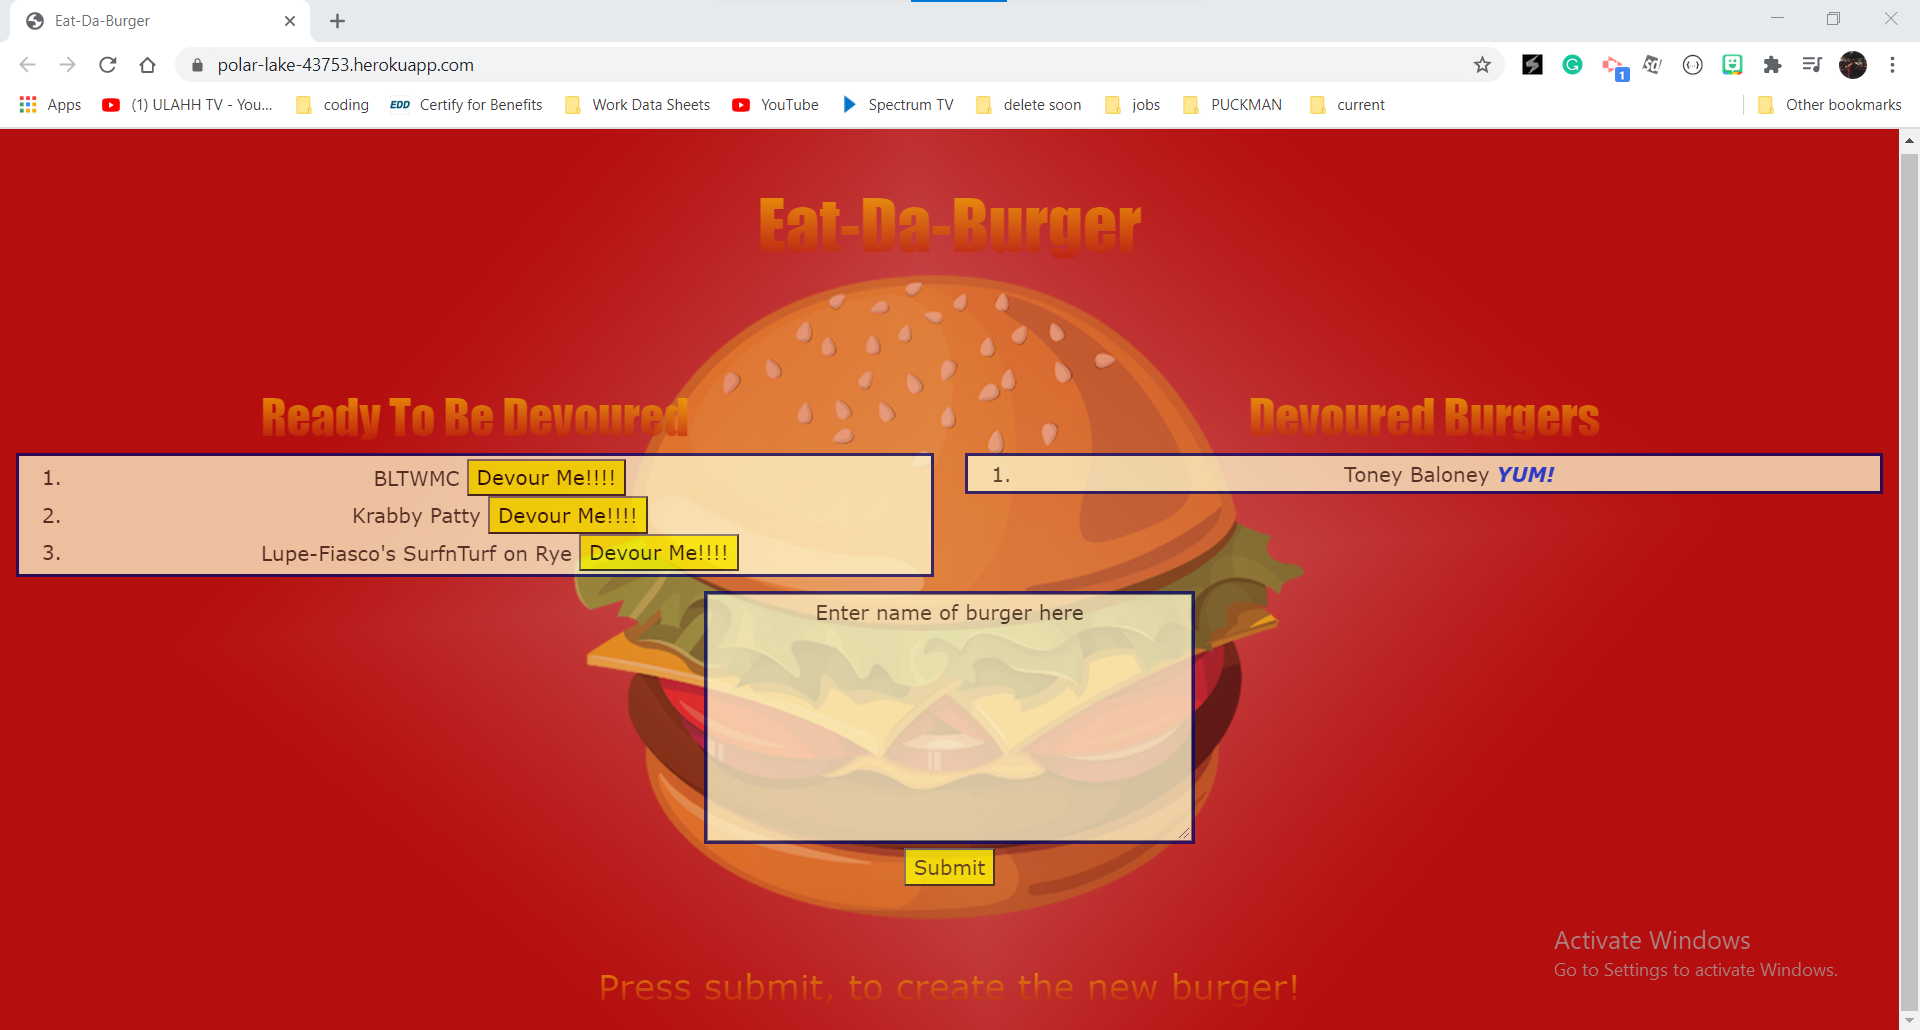 Eat-Da-Burger
polar-lake-43753.herokuapp.com
1
Apps (1) ULAHH TV - You... coding EDD Certify for Benefits Work Data Sheets YouTube Spectrum TV delete soon jobs PUCKMAN current Other bookmarks
Eat-Da-Burger
Ready To Be Devoured
1. BLTWMC Devour Me!!!!
2. Krabby Patty Devour Me!!!!
3. Lupe-Fiasco's SurfnTurf on Rye Devour Me!!!!
Devoured Burgers
1. Toney Baloney YUM!
Enter name of burger here
Submit
Press submit, to create the new burger!
Activate Windows
Go to Settings to activate Windows.